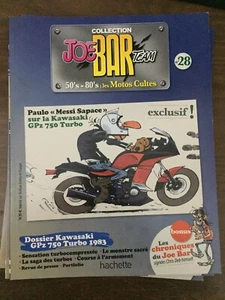 COLLECTION
JOE BAR TEAM
n° 28
50's - 80's : les Motos Cultes
Paulo « Messi Sapace »
sur la Kawasaki
GPz 750 Turbo
exclusif !
Dossier Kawasaki
GPz 750 Turbo 1983
• Sensation turbocompressée • Le monstre sacré
• La saga des turbos • Course à l'armement
• Revue de presse • Portfolio
hachette
bonus
Les
chroniques
du Joe Bar